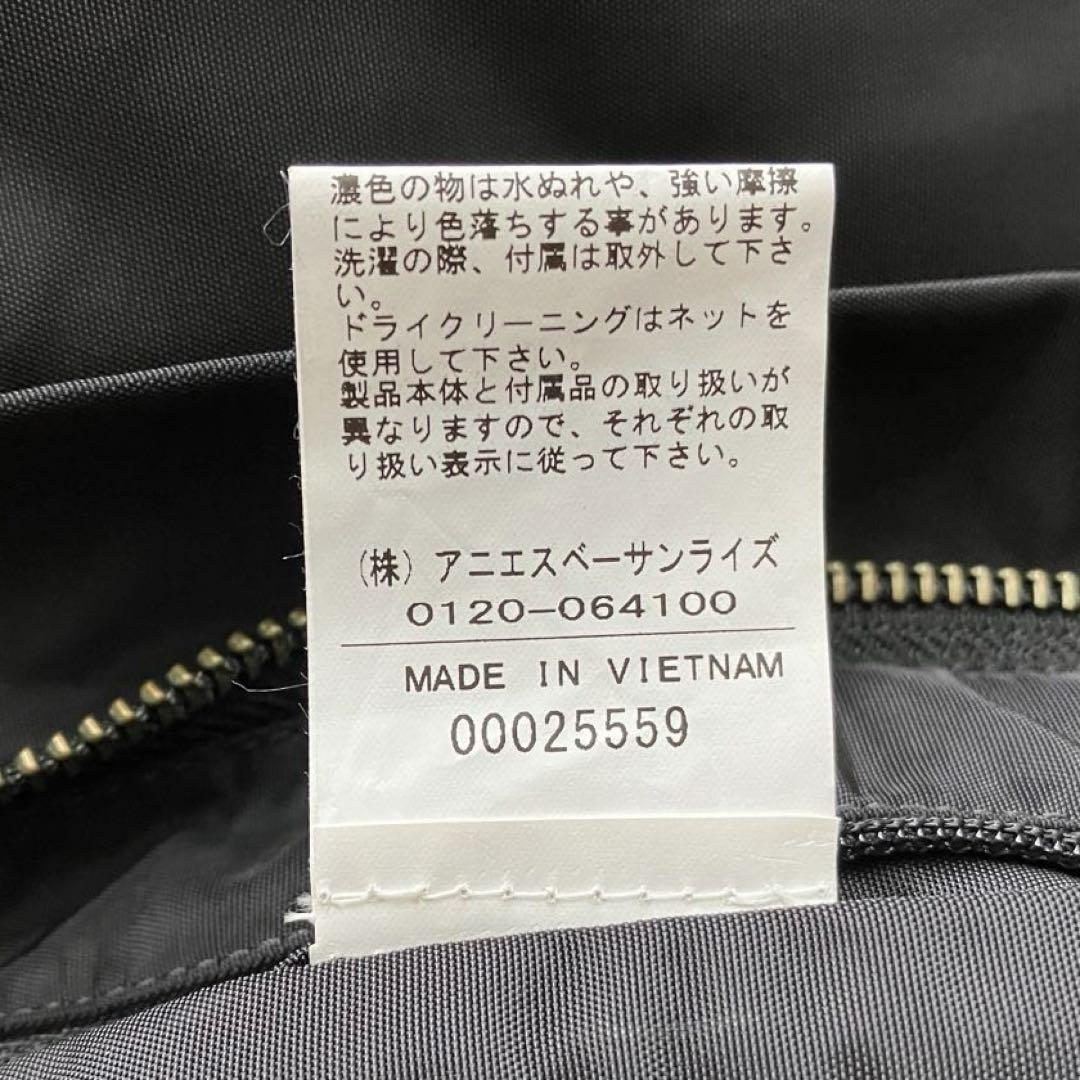 濃色の物は水ぬれや、強い摩擦
により色落ちする事があります。
洗濯の際、付属は取外して下さ
い。
ドライクリーニングはネットを
使用して下さい。
製品本体と付属品の取り扱いが
異なりますので、それぞれの取
り扱い表示に従って下さい。
(株)アニエスベーサンライズ
0120-064100
MADE IN VIETNAM
00025559